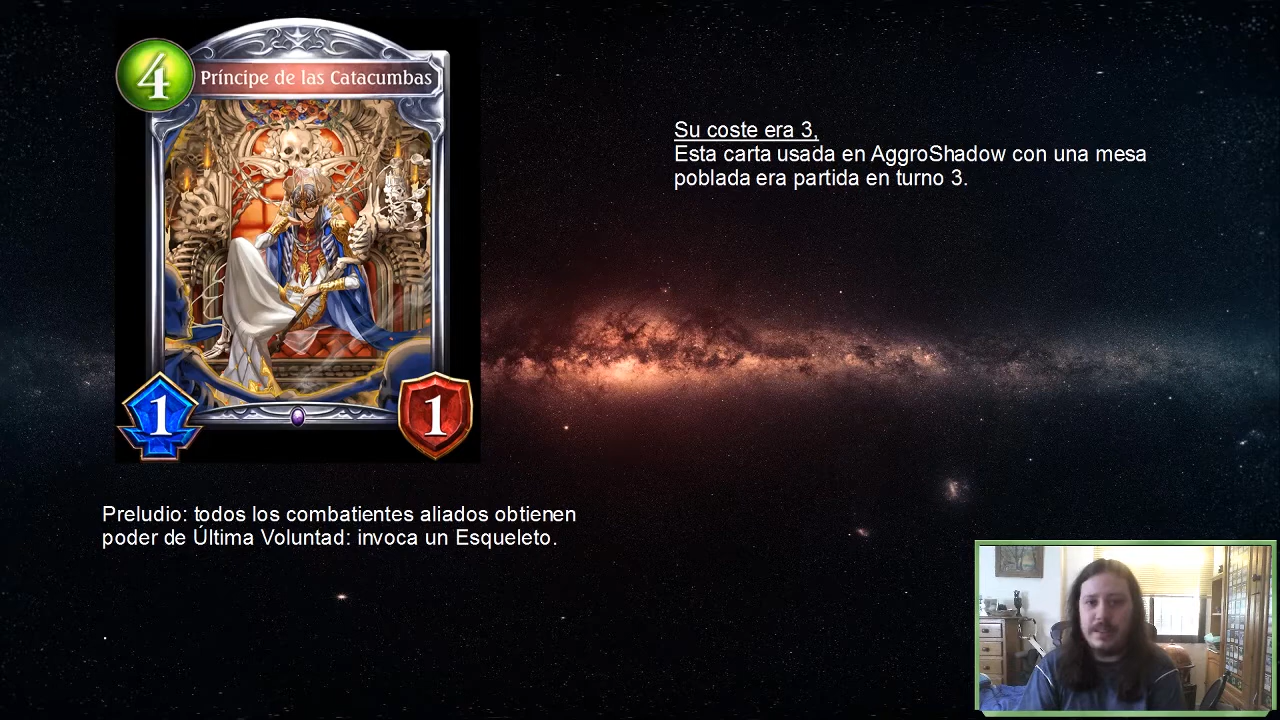 4
Príncipe de las Catacumbas
Su coste era 3,
Esta carta usada en AggroShadow con una mesa
poblada era partida en turno 3.
1
1
Preludio: todos los combatientes aliados obtienen
poder de Última Voluntad: invoca un Esqueleto.